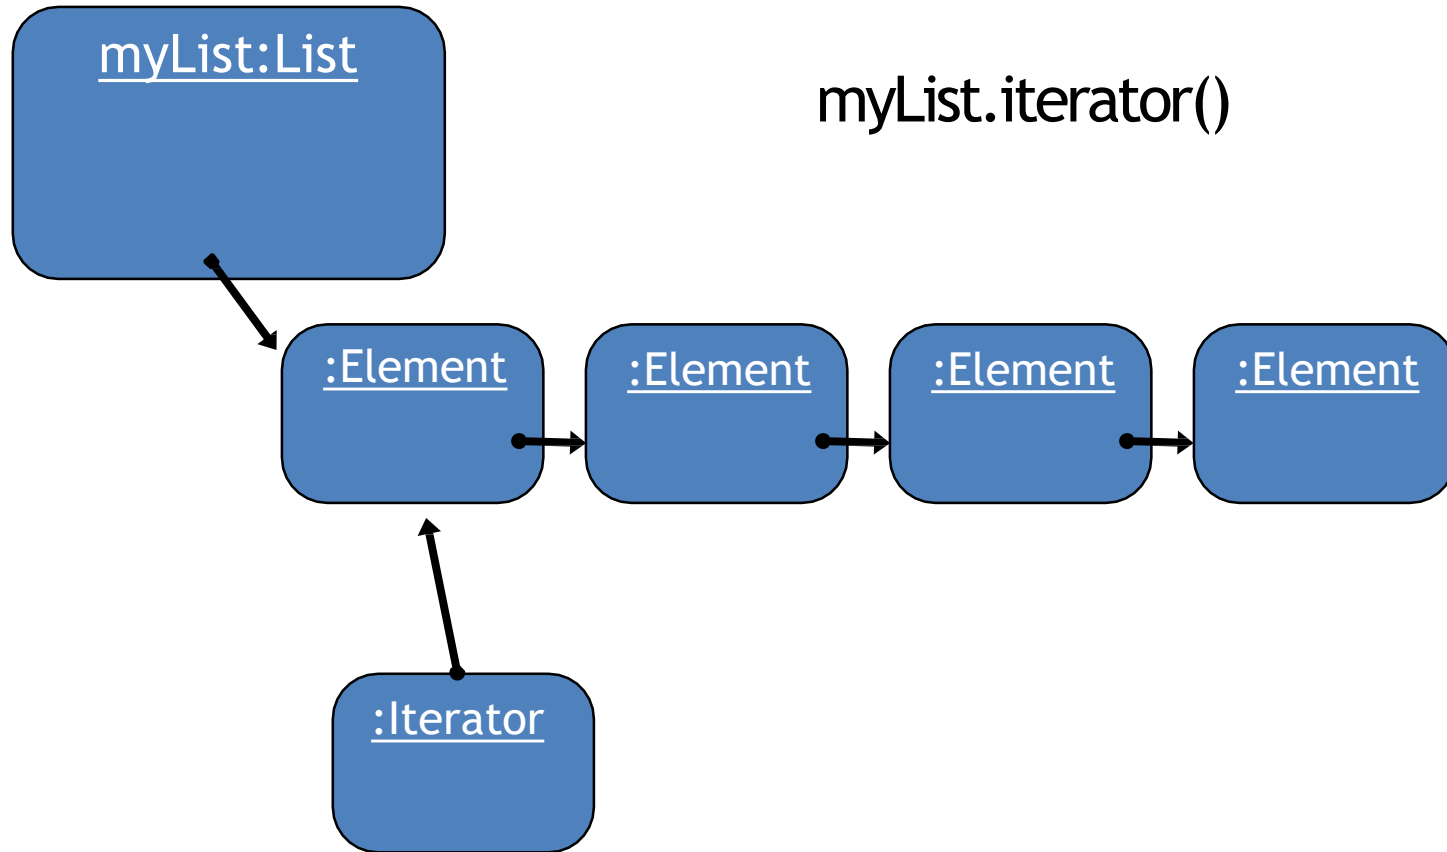 myList:List
myList.iterator()
:Element
:Element
:Element
:Element
:Iterator